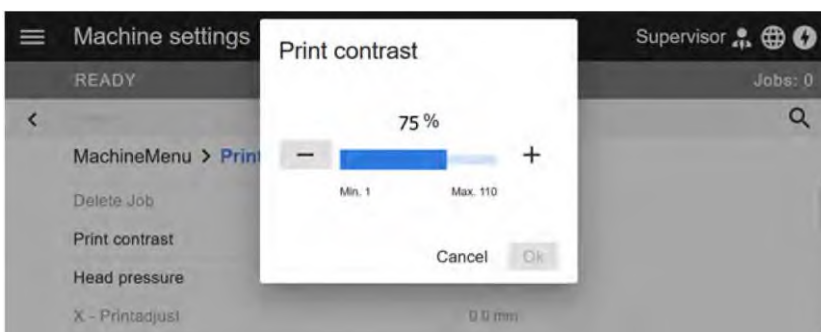 Machine settings
Supervisor
READY
Jobs: 0
MachineMenu > Print
Delete Job
Print contrast
Head pressure
X - Printadjust
0.0 mm
Print contrast
75 %
− +
Min. 1
Max. 110
Cancel
Ok